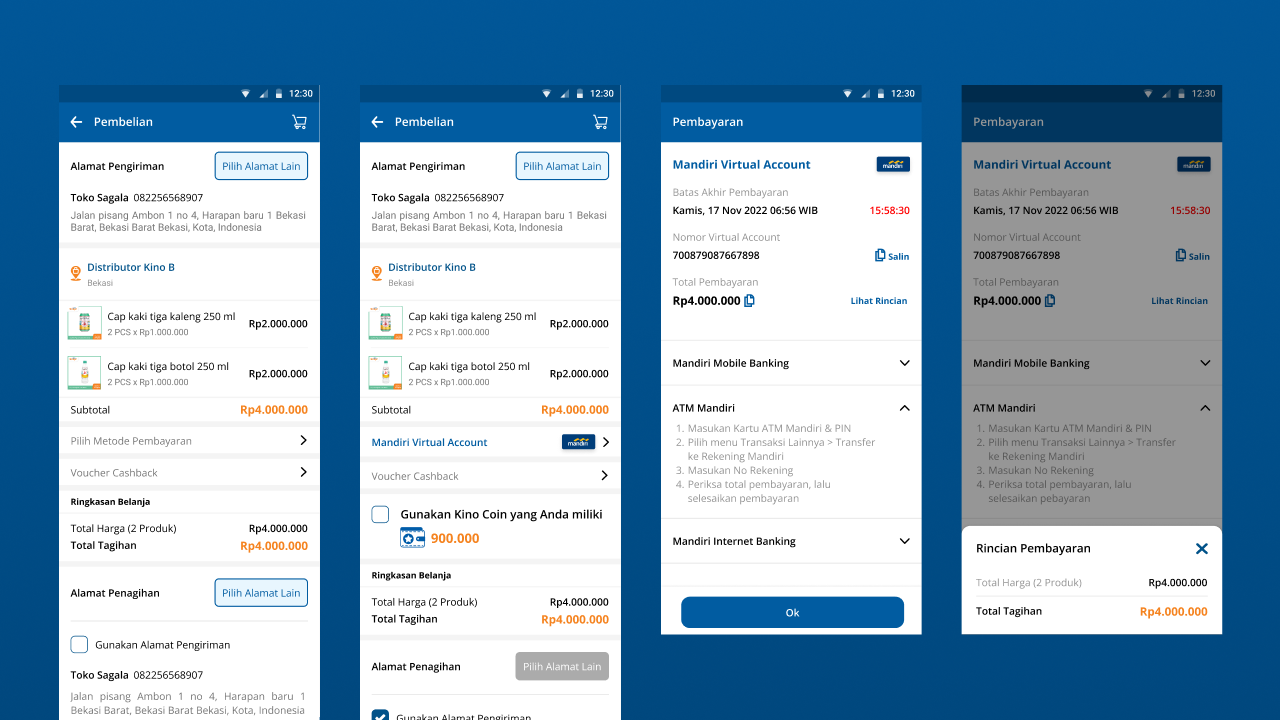 12:30
Pembelian
Alamat Pengiriman
Pilih Alamat Lain
Toko Sagala 082256568907
Jalan pisang Ambon 1 no 4, Harapan baru 1 Bekasi
Barat, Bekasi Barat Bekasi, Kota, Indonesia
Distributor Kino B
Bekasi
Cap kaki tiga kaleng 250 ml
2 PCS x Rp1.000.000
Rp2.000.000
Cap kaki tiga botol 250 ml
2 PCS x Rp1.000.000
Rp2.000.000
Subtotal
Rp4.000.000
Pilih Metode Pembayaran
Voucher Cashback
Ringkasan Belanja
Total Harga (2 Produk)
Rp4.000.000
Total Tagihan
Rp4.000.000
Alamat Penagihan
Pilih Alamat Lain
Gunakan Alamat Pengiriman
Toko Sagala 082256568907
Jalan pisang Ambon 1 no 4, Harapan baru 1
Bekasi Barat, Bekasi Barat Bekasi, Kota, Indonesia
12:30
Pembelian
Alamat Pengiriman
Pilih Alamat Lain
Toko Sagala 082256568907
Jalan pisang Ambon 1 no 4, Harapan baru 1 Bekasi
Barat, Bekasi Barat Bekasi, Kota, Indonesia
Distributor Kino B
Bekasi
Cap kaki tiga kaleng 250 ml
2 PCS x Rp1.000.000
Rp2.000.000
Cap kaki tiga botol 250 ml
2 PCS x Rp1.000.000
Rp2.000.000
Subtotal
Rp4.000.000
Mandiri Virtual Account
mandiri
Voucher Cashback
Gunakan Kino Coin yang Anda miliki
900.000
Ringkasan Belanja
Total Harga (2 Produk)
Rp4.000.000
Total Tagihan
Rp4.000.000
Alamat Penagihan
Pilih Alamat Lain
Gunakan Alamat Pengiriman
12:30
Pembayaran
Mandiri Virtual Account
mandiri
Batas Akhir Pembayaran
Kamis, 17 Nov 2022 06:56 WIB
15:58:30
Nomor Virtual Account
700879087667898
Salin
Total Pembayaran
Rp4.000.000
Lihat Rincian
Mandiri Mobile Banking
ATM Mandiri
1. Masukan Kartu ATM Mandiri & PIN
2. Pilih menu Transaksi Lainnya > Transfer
ke Rekening Mandiri
3. Masukan No Rekening
4. Periksa total pembayaran, lalu
selesaikan pembayaran
Mandiri Internet Banking
Ok
12:30
Pembayaran
Mandiri Virtual Account
mandiri
Batas Akhir Pembayaran
Kamis, 17 Nov 2022 06:56 WIB
15:58:30
Nomor Virtual Account
700879087667898
Salin
Total Pembayaran
Rp4.000.000
Lihat Rincian
Mandiri Mobile Banking
ATM Mandiri
1. Masukan Kartu ATM Mandiri & PIN
2. Pilih menu Transaksi Lainnya > Transfer
ke Rekening Mandiri
3. Masukan No Rekening
4. Periksa total pembayaran, lalu
selesaikan pebayaran
Rincian Pembayaran
Total Harga (2 Produk)
Rp4.000.000
Total Tagihan
Rp4.000.000